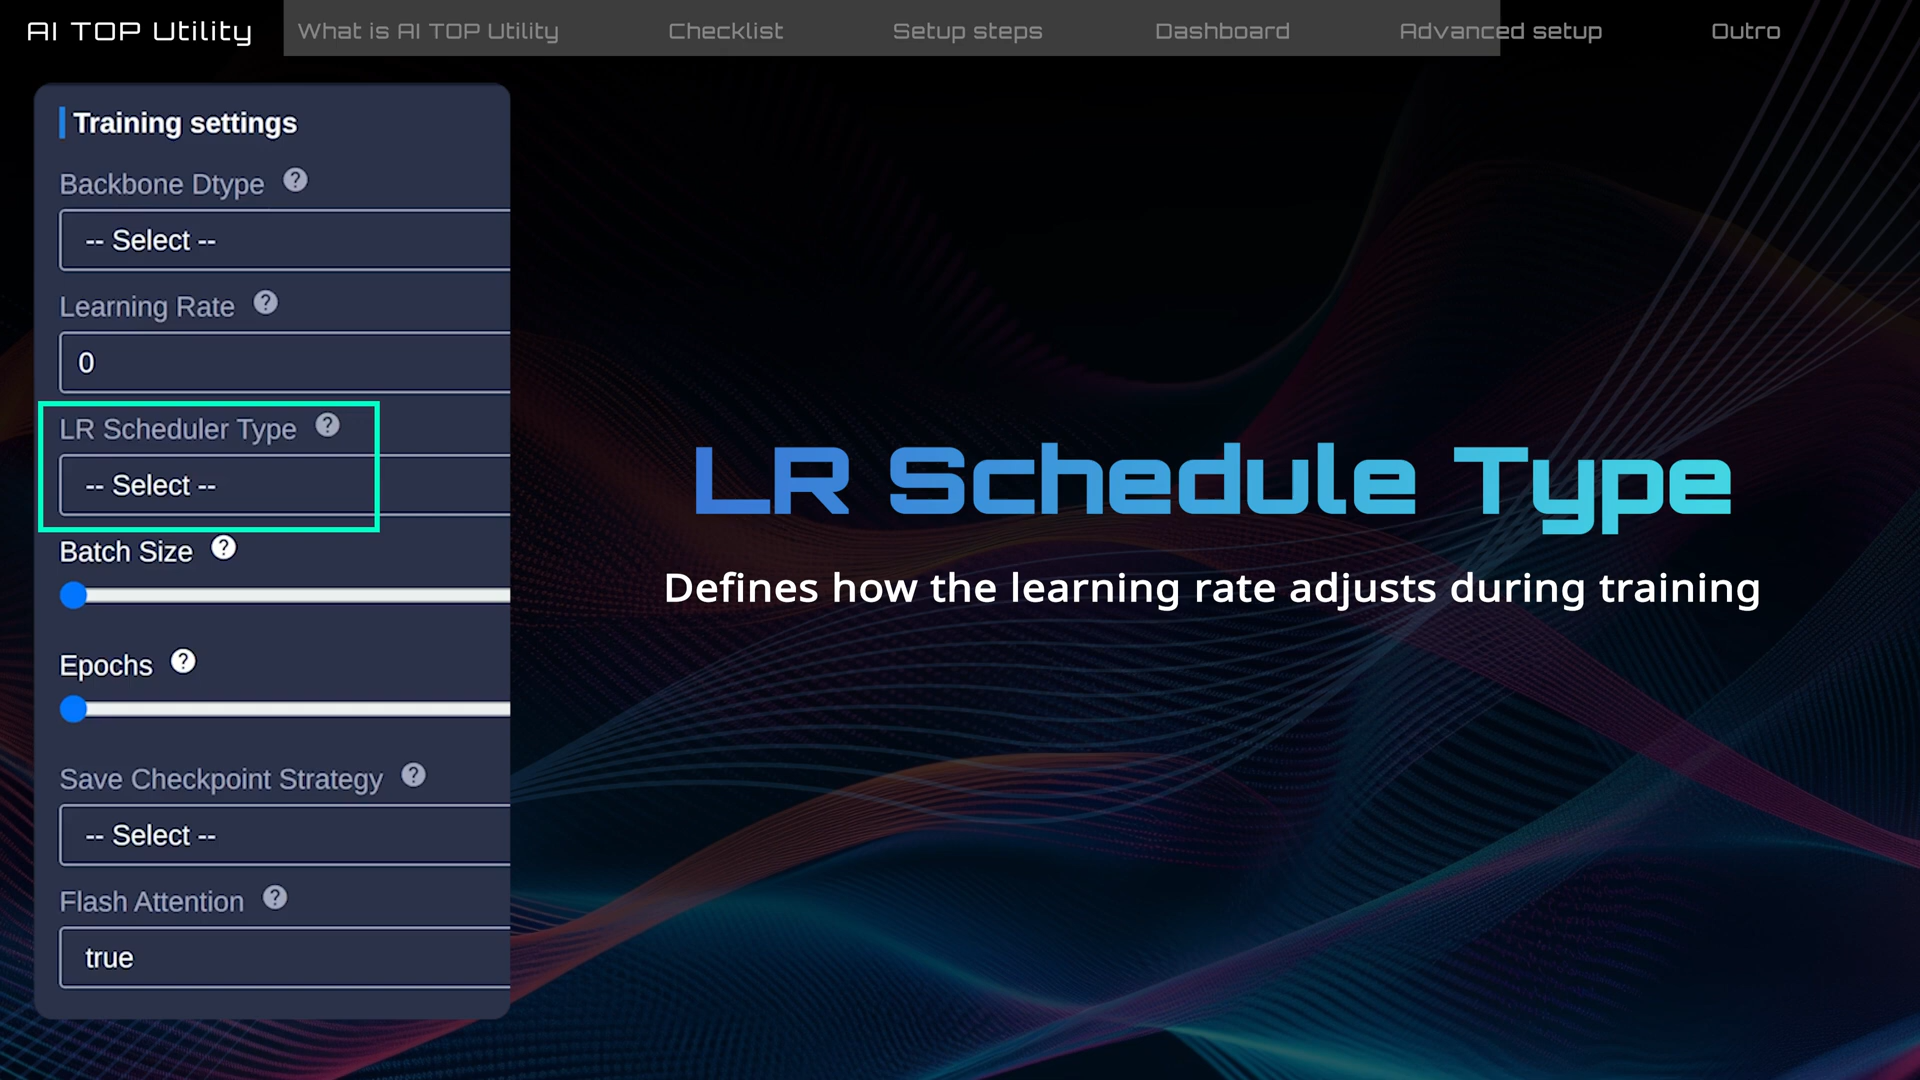 AI TOP Utility
What is AI TOP Utility
Checklist
Setup steps
Dashboard
Advanced setup
Outro
Training settings
Backbone Dtype ?
-- Select --
Learning Rate ?
0
LR Scheduler Type ?
-- Select --
Batch Size ?
Epochs ?
Save Checkpoint Strategy ?
-- Select --
Flash Attention ?
true
LR Schedule Type
Defines how the learning rate adjusts during training